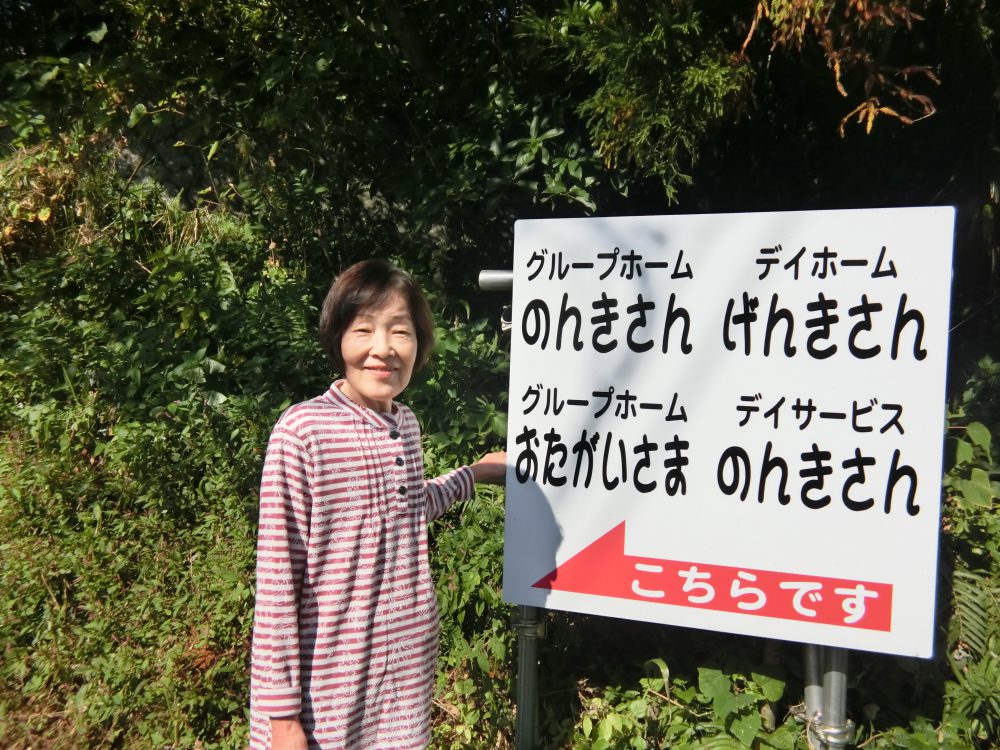 グループホーム
のんきさん
デイホーム
げんきさん
グループホーム
おたがいさま
デイサービス
のんきさん
こちらです